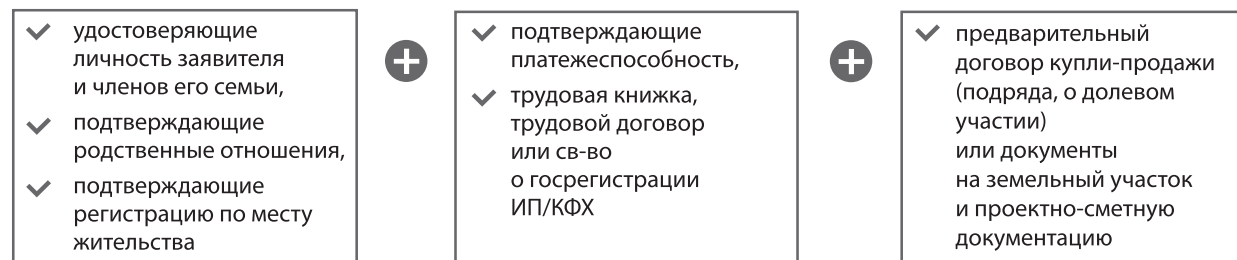 удостоверяющие
личность заявителя
и членов его семьи,
подтверждающие
родственные отношения,
подтверждающие
регистрацию по месту
жительства
подтверждающие
платежеспособность,
трудовая книжка,
трудовой договор
или св-во
о госрегистрации
ИП/КФХ
предварительный
договор купли-продажи
(подряда, о долевом
участии)
или документы
на земельный участок
и проектно-сметную
документацию